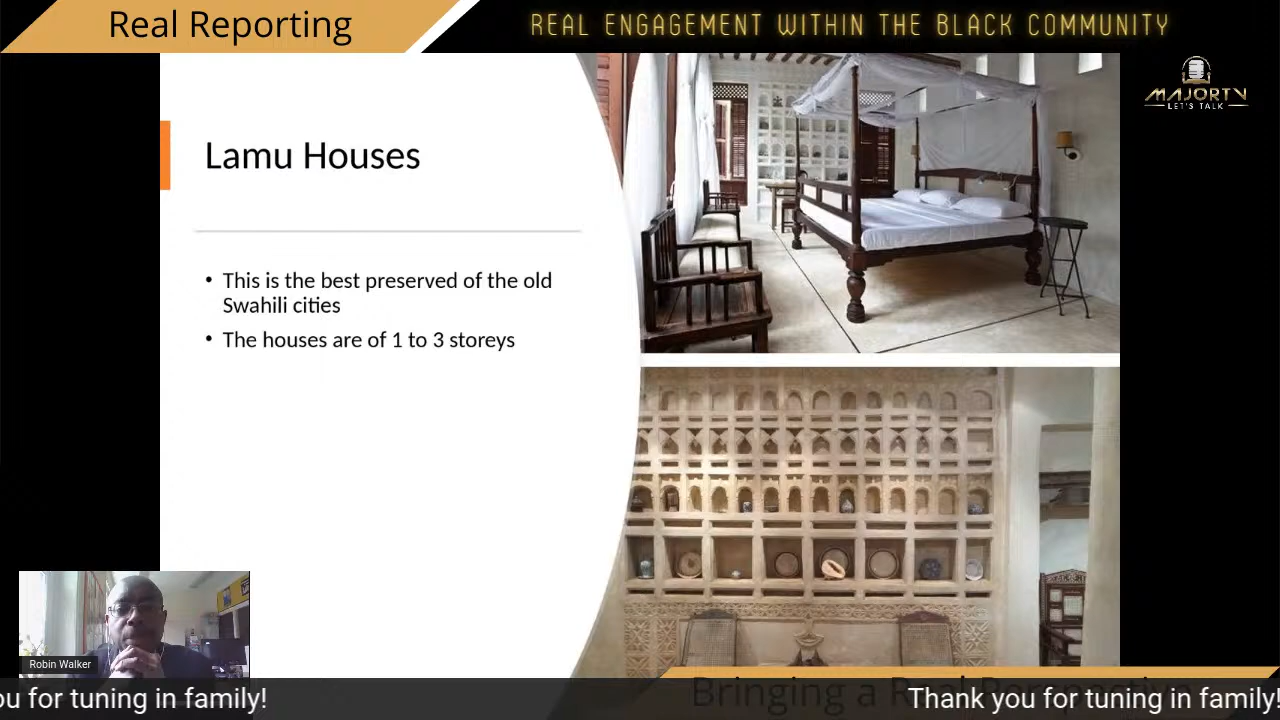 Real Reporting
REAL ENGAGEMENT WITHIN THE BLACK COMMUNITY
MAJORTV
LET'S TALK
Lamu Houses
• This is the best preserved of the old
Swahili cities
• The houses are of 1 to 3 storeys
Robin Walker
Bringing a Real Perspective
ou for tuning in family!
Thank you for tuning in family!